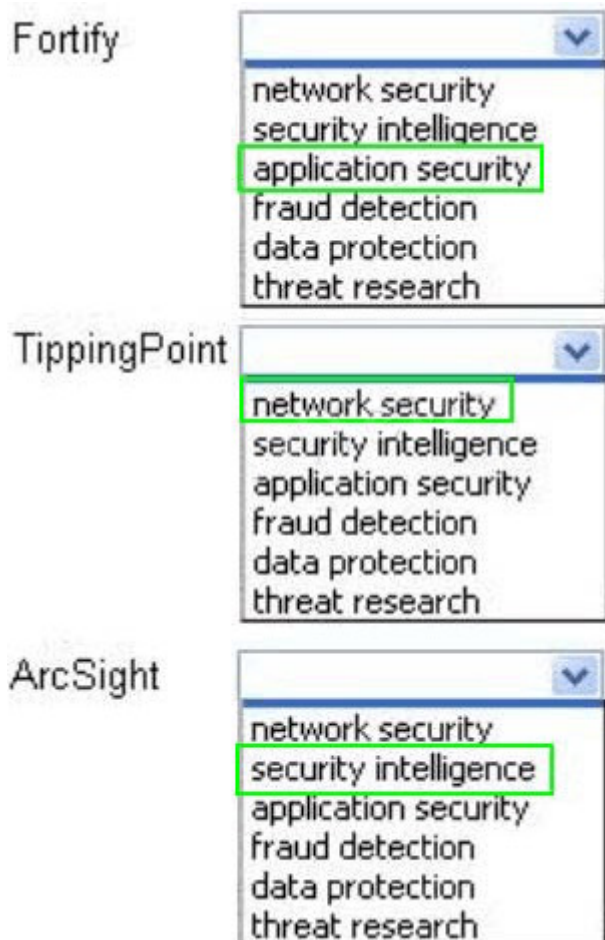 Fortify
network security
security intelligence
application security
fraud detection
data protection
threat research
TippingPoint
network security
security intelligence
application security
fraud detection
data protection
threat research
ArcSight
network security
security intelligence
application security
fraud detection
data protection
threat research